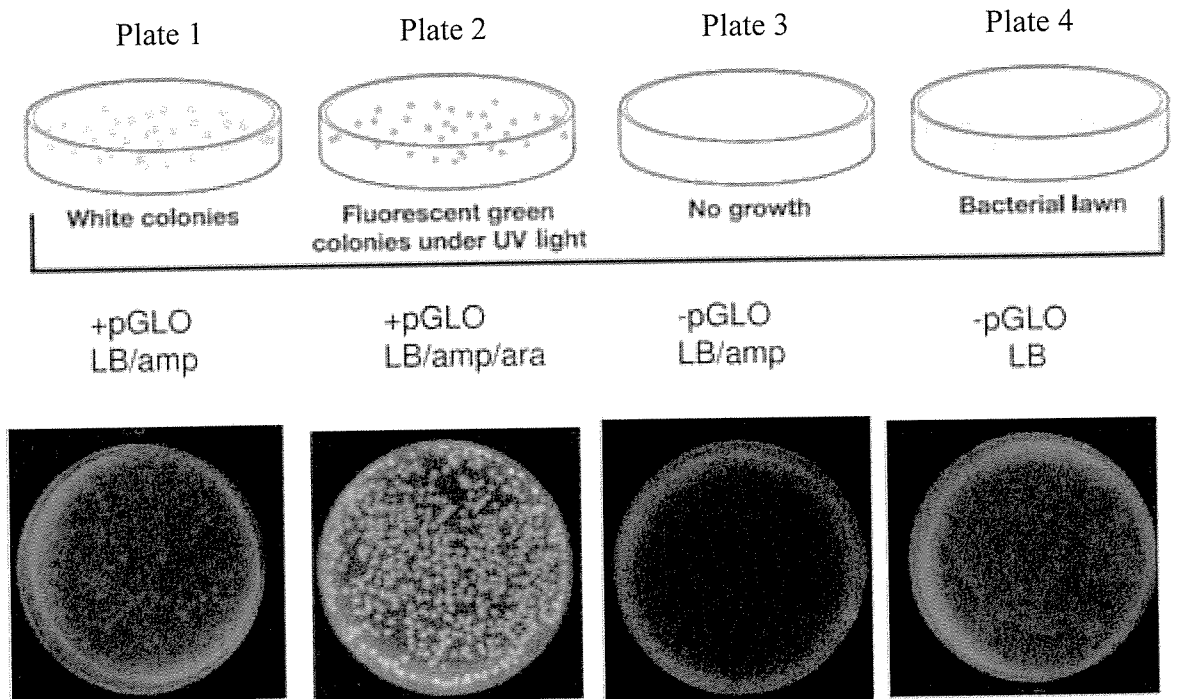 Plate 1
Plate 2
Plate 3
Plate 4
White colonies
Fluorescent green
colonies under UV light
No growth
Bacterial lawn
+pGLO
LB/amp
+pGLO
LB/amp/ara
-pGLO
LB/amp
-pGLO
LB